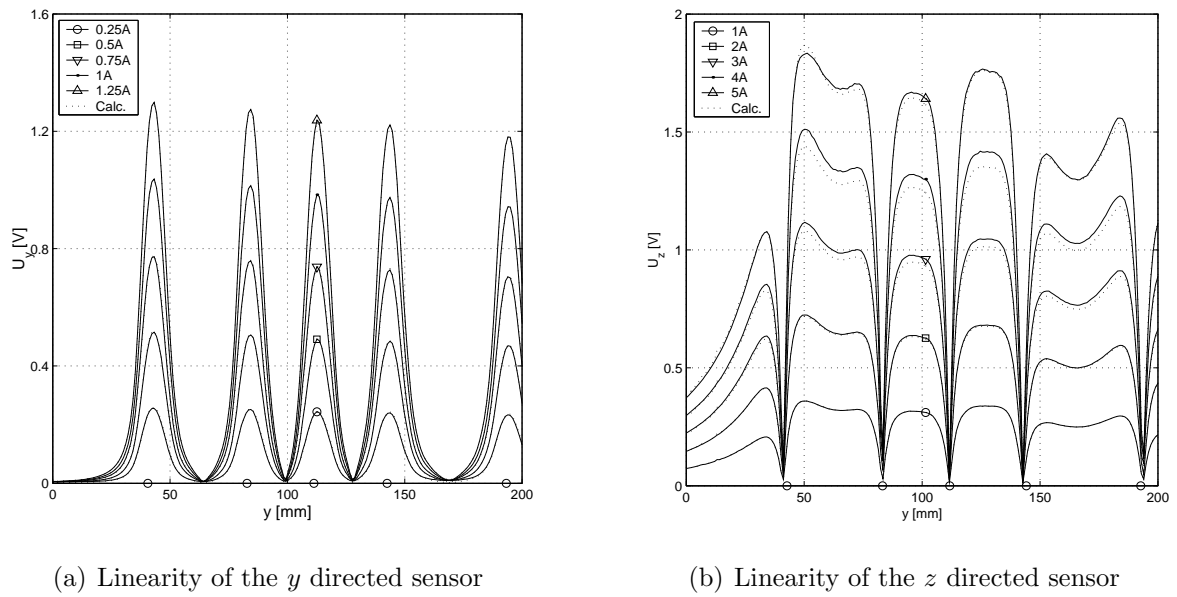 1.6
1.2
0.8
0.4
0
0
50
100
150
200
y [mm]
U_y [V]
0.25A
0.5A
0.75A
1A
1.25A
Calc.
(a) Linearity of the y directed sensor
2
1.5
1
0.5
0
0
50
100
150
200
y [mm]
U_z [V]
1A
2A
3A
4A
5A
Calc.
(b) Linearity of the z directed sensor